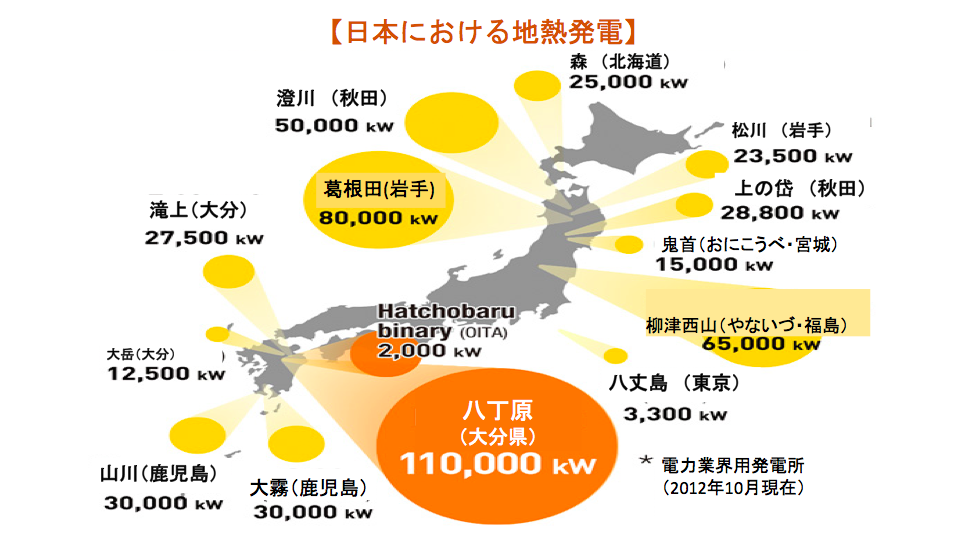 【日本における地熱発電】
森 (北海道)
25,000 kW
澄川 (秋田)
50,000 kW
松川 (岩手)
23,500 kW
葛根田(岩手)
80,000 kW
上の岱 (秋田)
28,800 kW
滝上(大分)
27,500 kW
鬼首(おにこうべ・宮城)
15,000 kW
Hatchobaru
binary (OITA)
2,000 kW
柳津西山(やないづ・福島)
65,000 kW
大岳(大分)
12,500 kW
八丈島 (東京)
3,300 kW
八丁原
(大分県)
110,000 kW
山川(鹿児島)
30,000 kW
大霧(鹿児島)
30,000 kW
* 電力業界用発電所
(2012年10月現在)